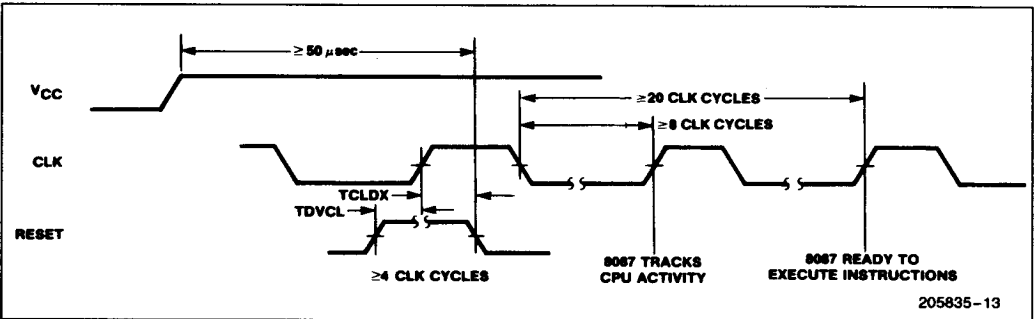 ≥ 50 μsec
VCC
≥20 CLK CYCLES
≥8 CLK CYCLES
CLK
TCLDX
TDVCL
RESET
≥4 CLK CYCLES
8087 TRACKS
CPU ACTIVITY
8087 READY TO
EXECUTE INSTRUCTIONS
205835-13